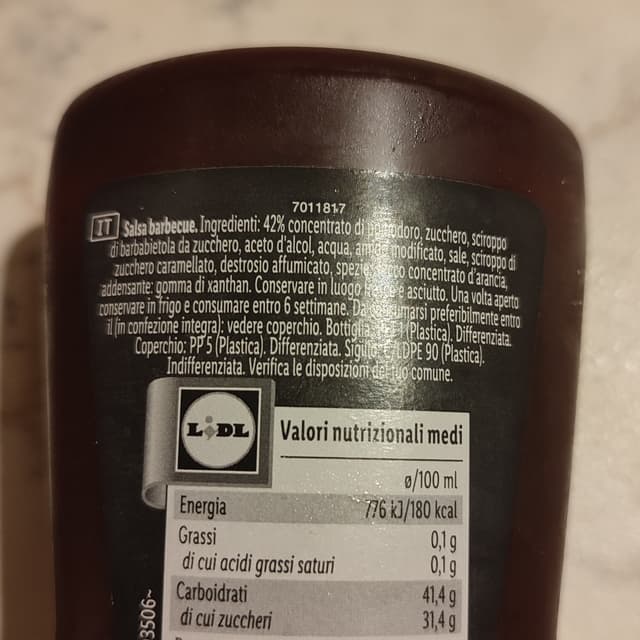 7011817
IT Salsa barbecue. Ingredienti: 42% concentrato di pomodoro, zucchero, sciroppo
di barbabietola da zucchero, aceto d'alcol, acqua, amido modificato, sale, sciroppo di
zucchero caramellato, destrosio affumicato, spezie, succo concentrato d'arancia,
addensante: gomma di xanthan. Conservare in luogo asciutto. Una volta aperto
conservare in frigo e consumare entro 6 settimane. Da consumarsi preferibilmente entro
il (in confezione integra): vedere coperchio. Bottiglia: 1 (Plastica). Differenziata.
Coperchio: PP 5 (Plastica). Differenziata. Sigillo: C/LDPE 90 (Plastica).
Indifferenziata. Verifica le disposizioni del tuo comune.
LIDL
Valori nutrizionali medi
ø/100 ml
Energia 776 kJ/180 kcal
Grassi 0,1 g
di cui acidi grassi saturi 0,1 g
Carboidrati 41,4 g
di cui zuccheri 31,4 g
3506~